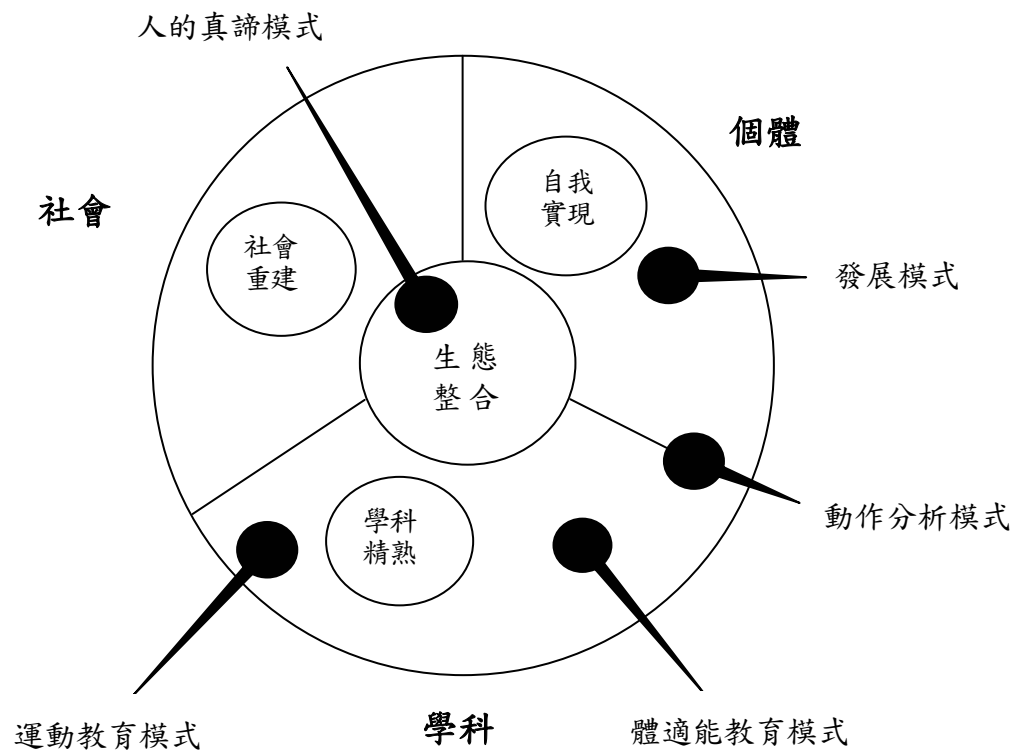 人的真諦模式
個體
自我
實現
社會
社會
重建
發展模式
生態
整合
動作分析模式
學科
精熟
運動教育模式
學科
體適能教育模式